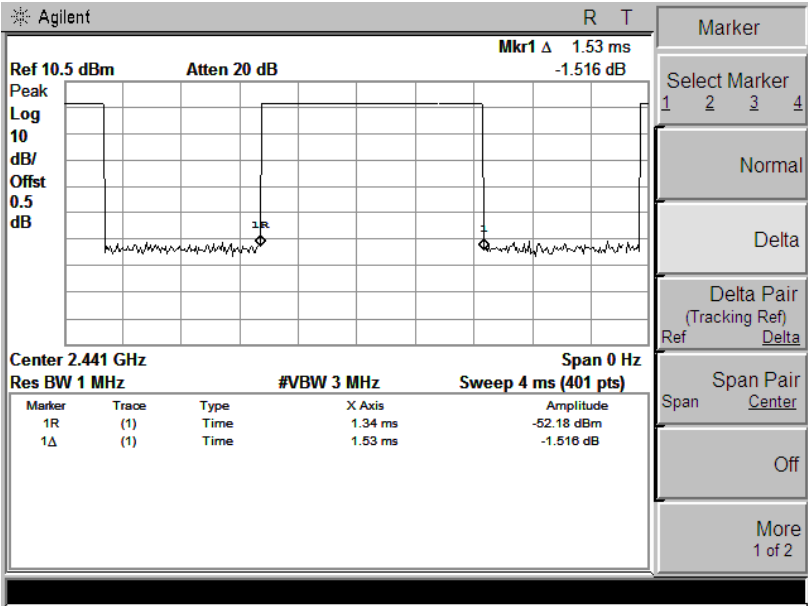 Agilent R T
Mkr1 Δ 1.53 ms
Ref 10.5 dBm Atten 20 dB -1.516 dB
Peak
Log
10
dB/
Offst
0.5
dB
1R
1
Center 2.441 GHz Span 0 Hz
Res BW 1 MHz #VBW 3 MHz Sweep 4 ms (401 pts)
Marker Trace Type X Axis Amplitude
1R (1) Time 1.34 ms -52.18 dBm
1Δ (1) Time 1.53 ms -1.516 dB
Marker
Select Marker
1 2 3 4
Normal
Delta
Delta Pair
(Tracking Ref)
Ref Delta
Span Pair
Span Center
Off
More
1 of 2